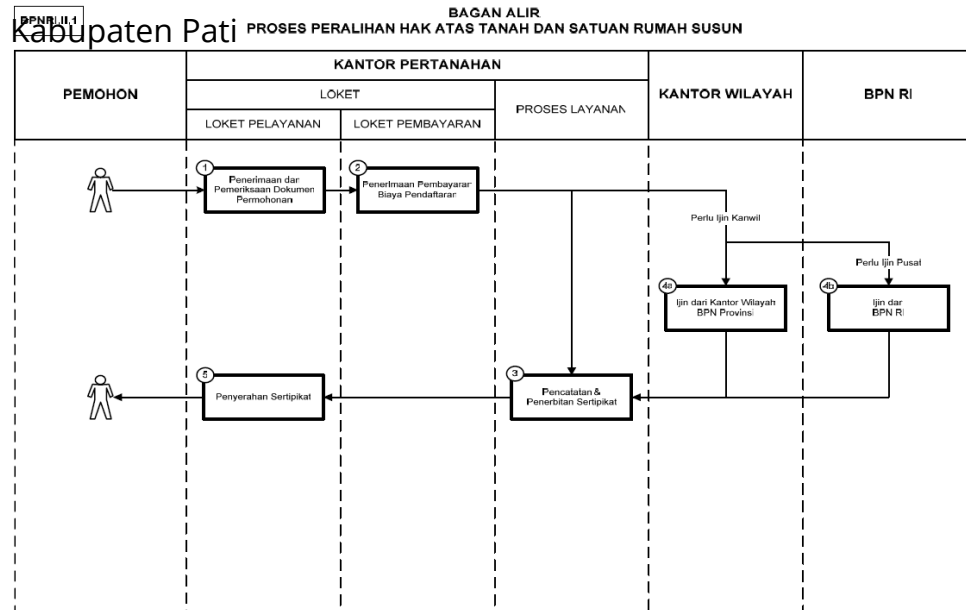 BPNRI.II.1
Kabupaten Pati
BAGAN ALIR
PROSES PERALIHAN HAK ATAS TANAH DAN SATUAN RUMAH SUSUN
PEMOHON
KANTOR PERTANAHAN
KANTOR WILAYAH
BPN RI
LOKET
PROSES LAYANAN
LOKET PELAYANAN
LOKET PEMBAYARAN
1
Penerimaan dan
Pemeriksaan Dokumen
Permohonan
2
Penerimaan Pembayaran
Biaya Pendaftaran
Perlu Ijin Kanwil
Perlu Ijin Pusat
4a
Ijin dari Kantor Wilayah
BPN Provinsi
4b
Ijin dar
BPN RI
5
Penyerahan Sertipikat
3
Pencatatan &
Penerbitan Sertipikat